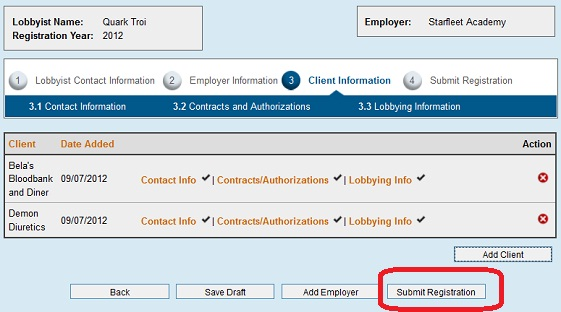 Lobbyist Name: Quark Troi
Registration Year: 2012
Employer: Starfleet Academy
1 Lobbyist Contact Information 2 Employer Information 3 Client Information 4 Submit Registration
3.1 Contact Information 3.2 Contracts and Authorizations 3.3 Lobbying Information
Client Date Added Action
Bela's
Bloodbank
and Diner
09/07/2012 Contact Info ✔ | Contracts/Authorizations ✔ | Lobbying Info ✔
Demon
Diuretics
09/07/2012 Contact Info ✔ | Contracts/Authorizations ✔ | Lobbying Info ✔
Add Client
Back Save Draft Add Employer Submit Registration